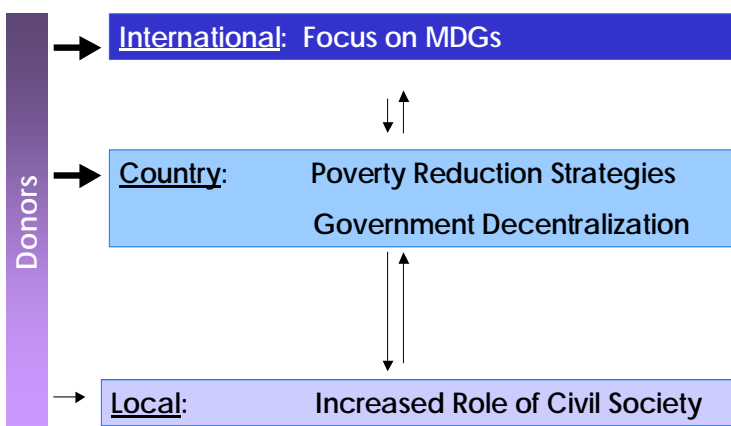 Donors
International: Focus on MDGs
Country: Poverty Reduction Strategies
Government Decentralization
Local: Increased Role of Civil Society